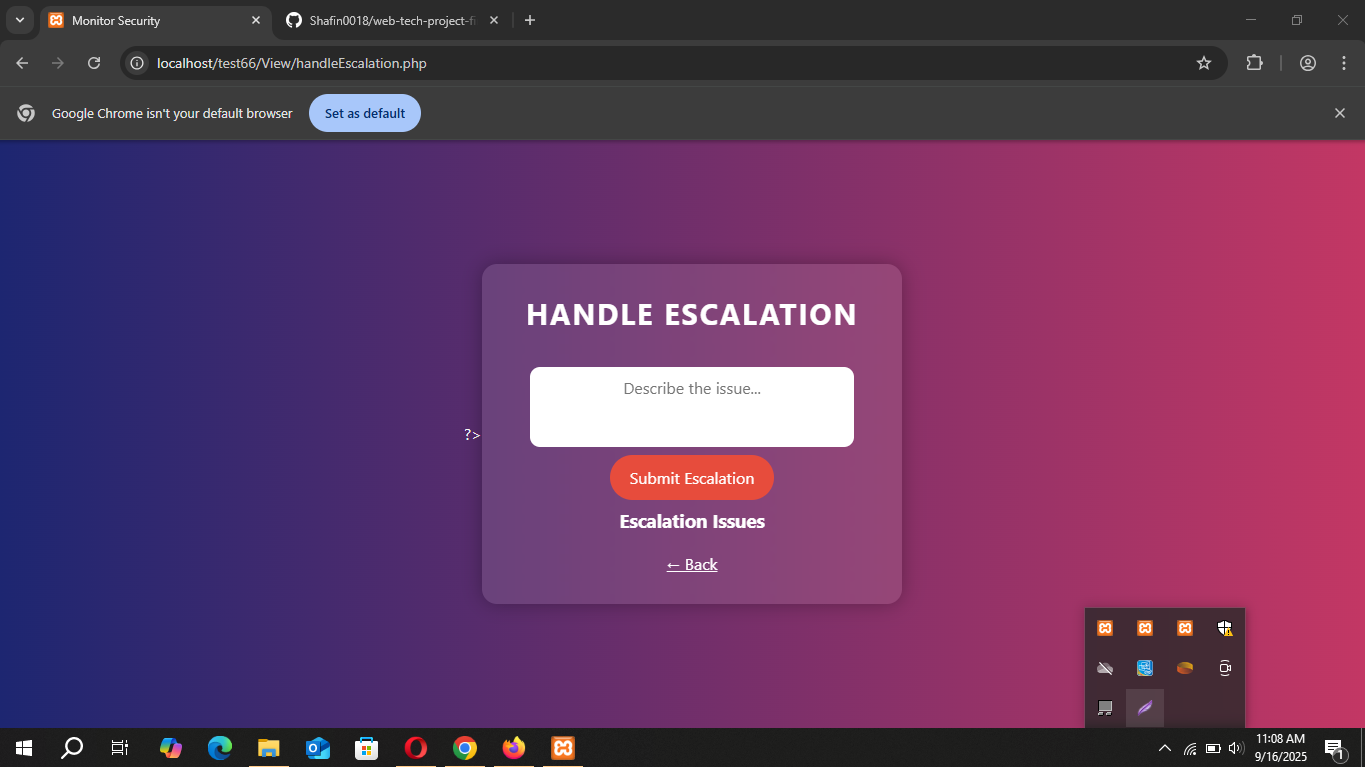 Monitor Security
Shafin0018/web-tech-project-fi
localhost/test66/View/handleEscalation.php
Google Chrome isn't your default browser
Set as default
HANDLE ESCALATION
Describe the issue...
?>
Submit Escalation
Escalation Issues
← Back
11:08 AM
9/16/2025
1